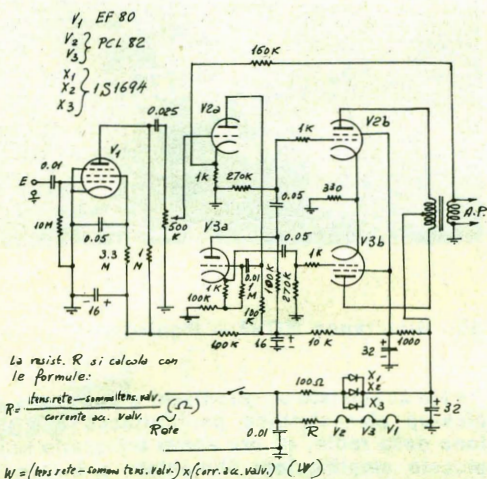 V1 EF 80
V2
V3 } PCL 82
X1
X2 } 1S1694
X3
150K
0.025
V2a
V2b
V1
0.01
E
1K
1K
270K
500 K
0.05
330
10M
0.05
V3a
0.05
V3b
3.3 M
1 M
0.01
1K
1K
1 M
100K
100K
270K
100K
16
400K
16
10 K
32
1000
A.P.
La resist. R si calcola con
le formule:
R= tens.rete-somma tens. valv. (Ω)
corrente acc. valv.
Rete
100Ω
X1
X2
X3
32
0.01
R
V2
V3
V1
W=(tens rete-somma tens. valv.)x(corr.acc.valv.) (W)